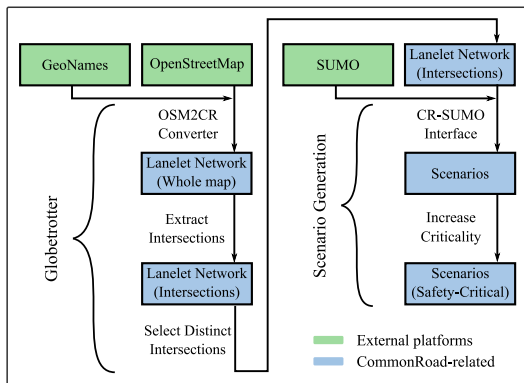 GeoNames
OpenStreetMap
OSM2CR
Converter
Lanelet Network
(Whole map)
Extract
Intersections
Lanelet Network
(Intersections)
Select Distinct
Intersections
Globetrotter
SUMO
Lanelet Network
(Intersections)
CR-SUMO
Interface
Scenarios
Increase
Criticality
Scenarios
(Safety-Critical)
Scenario Generation
External platforms
CommonRoad-related